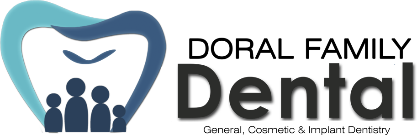 DORAL FAMILY
Dental
General, Cosmetic & Implant Dentistry